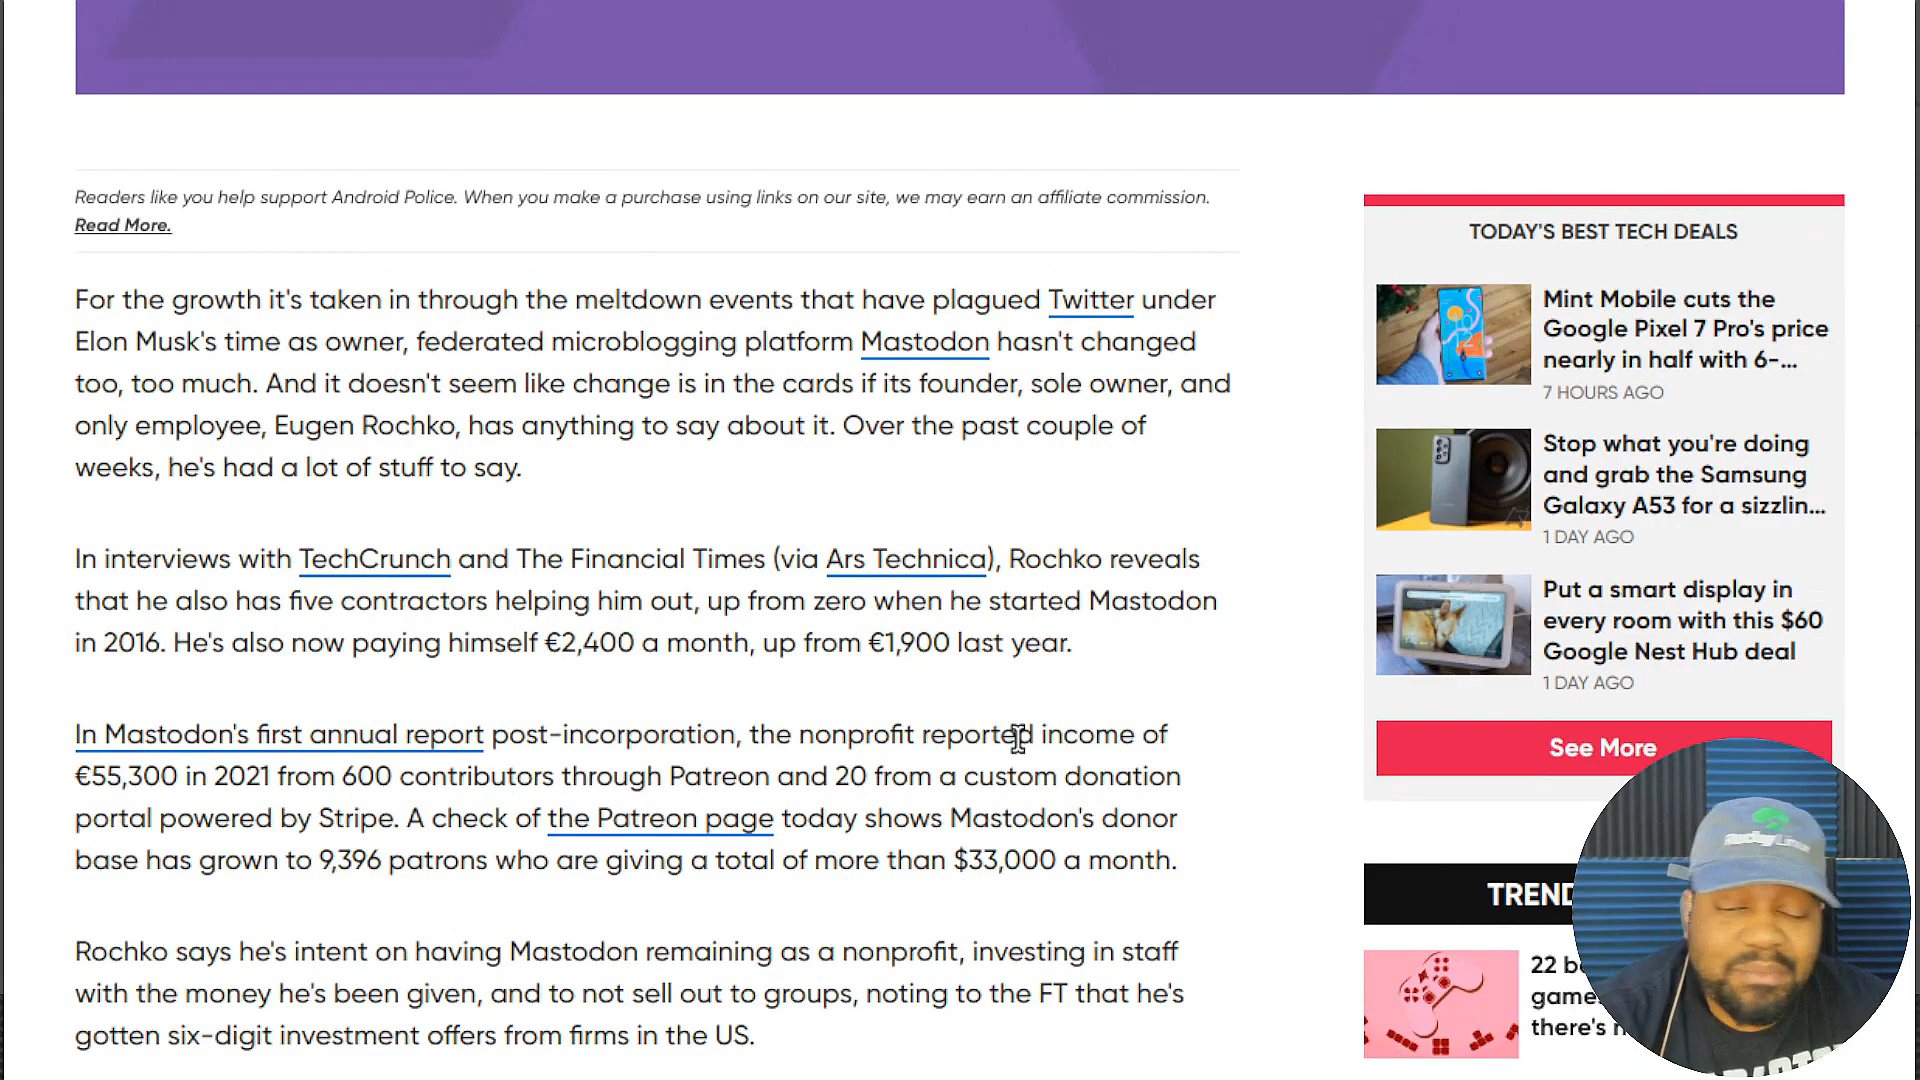 Readers like you help support Android Police. When you make a purchase using links on our site, we may earn an affiliate commission.
Read More.
For the growth it's taken in through the meltdown events that have plagued Twitter under
Elon Musk's time as owner, federated microblogging platform Mastodon hasn't changed
too, too much. And it doesn't seem like change is in the cards if its founder, sole owner, and
only employee, Eugen Rochko, has anything to say about it. Over the past couple of
weeks, he's had a lot of stuff to say.
In interviews with TechCrunch and The Financial Times (via Ars Technica), Rochko reveals
that he also has five contractors helping him out, up from zero when he started Mastodon
in 2016. He's also now paying himself €2,400 a month, up from €1,900 last year.
In Mastodon's first annual report post-incorporation, the nonprofit reported income of
€55,300 in 2021 from 600 contributors through Patreon and 20 from a custom donation
portal powered by Stripe. A check of the Patreon page today shows Mastodon's donor
base has grown to 9,396 patrons who are giving a total of more than $33,000 a month.
Rochko says he's intent on having Mastodon remaining as a nonprofit, investing in staff
with the money he's been given, and to not sell out to groups, noting to the FT that he's
gotten six-digit investment offers from firms in the US.
TODAY'S BEST TECH DEALS
Mint Mobile cuts the
Google Pixel 7 Pro's price
nearly in half with 6-...
7 HOURS AGO
Stop what you're doing
and grab the Samsung
Galaxy A53 for a sizzlin...
1 DAY AGO
Put a smart display in
every room with this $60
Google Nest Hub deal
1 DAY AGO
See More
TREND
22 b
game
there's